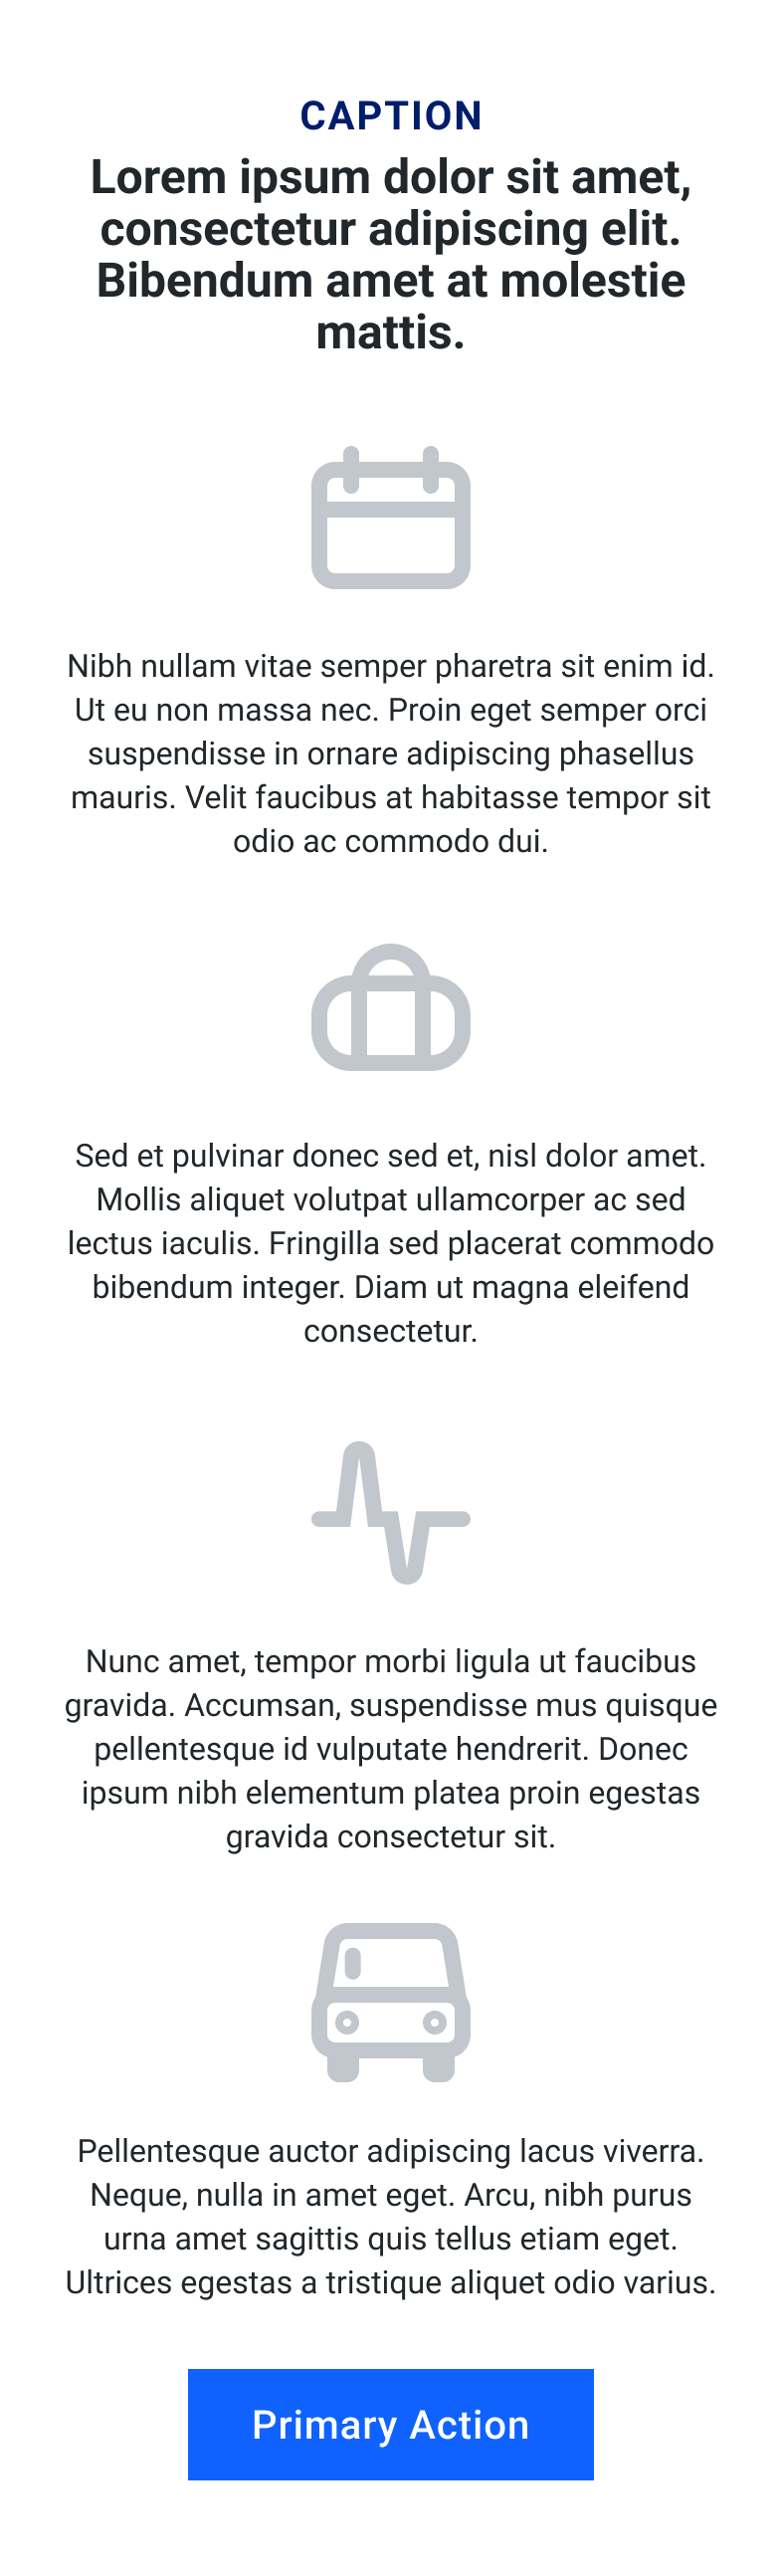 CAPTION
Lorem ipsum dolor sit amet,
consectetur adipiscing elit.
Bibendum amet at molestie
mattis.
Nibh nullam vitae semper pharetra sit enim id.
Ut eu non massa nec. Proin eget semper orci
suspendisse in ornare adipiscing phasellus
mauris. Velit faucibus at habitasse tempor sit
odio ac commodo dui.
Sed et pulvinar donec sed et, nisl dolor amet.
Mollis aliquet volutpat ullamcorper ac sed
lectus iaculis. Fringilla sed placerat commodo
bibendum integer. Diam ut magna eleifend
consectetur.
Nunc amet, tempor morbi ligula ut faucibus
gravida. Accumsan, suspendisse mus quisque
pellentesque id vulputate hendrerit. Donec
ipsum nibh elementum platea proin egestas
gravida consectetur sit.
Pellentesque auctor adipiscing lacus viverra.
Neque, nulla in amet eget. Arcu, nibh purus
urna amet sagittis quis tellus etiam eget.
Ultrices egestas a tristique aliquet odio varius.
Primary Action